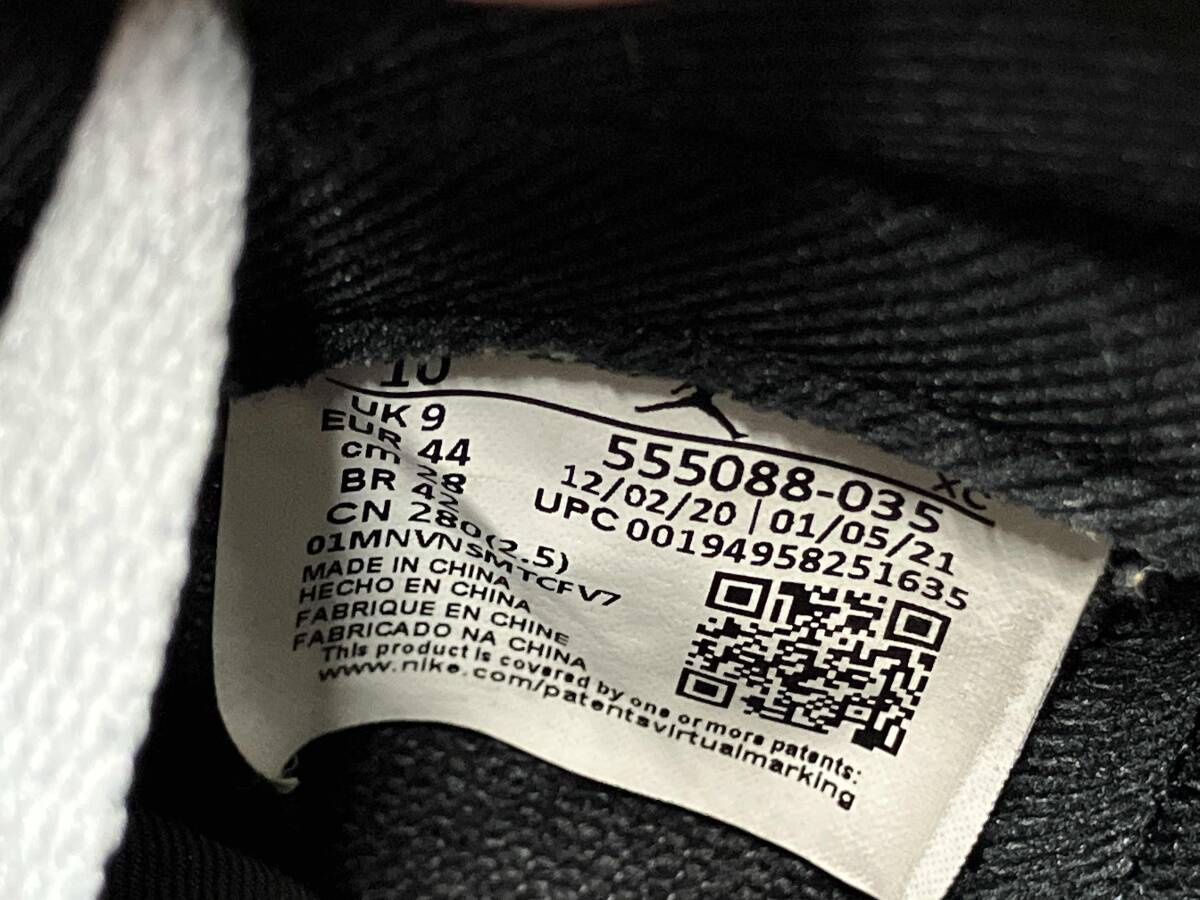 10
UK 9
EUR 44
cm 28
BR 42
CN 280(2.5)
01MNVNSMTCFV7
MADE IN CHINA
HECHO EN CHINA
FABRIQUE EN CHINE
FABRICADO NA CHINA
This product is covered by one or more patents:
www.nike.com/patentsvirtualmarking
XC
555088-035
12/02/20 | 01/05/21
UPC 00194958251635